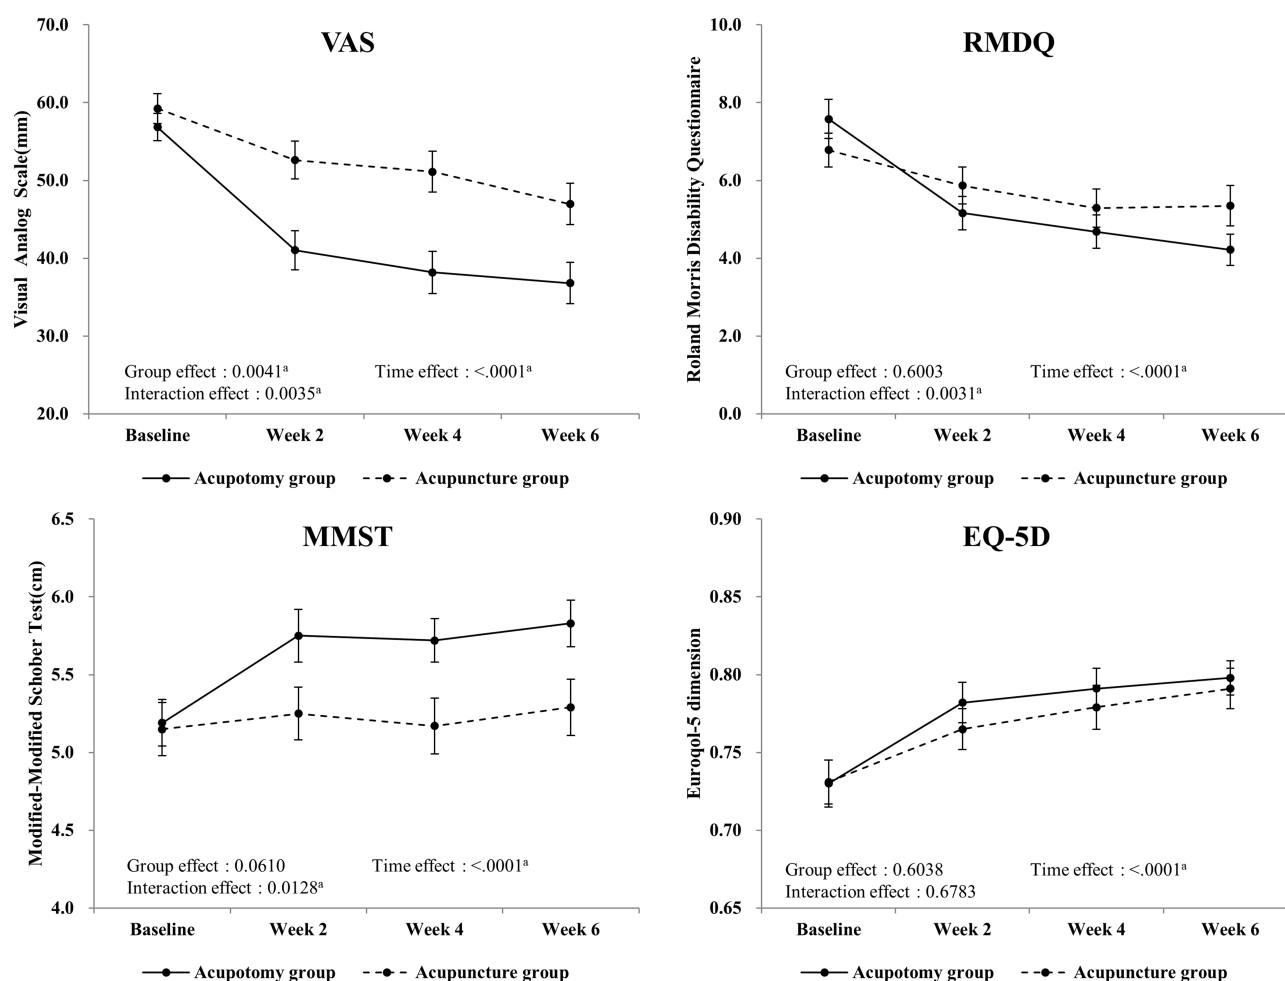 VAS
Visual Analog Scale(mm)
70.0
60.0
50.0
40.0
30.0
20.0
Group effect : 0.0041ᵃ Time effect : <.0001ᵃ
Interaction effect : 0.0035ᵃ
Baseline Week 2 Week 4 Week 6
Acupotomy group Acupuncture group
RMDQ
Roland Morris Disability Questionnaire
10.0
8.0
6.0
4.0
2.0
0.0
Group effect : 0.6003 Time effect : <.0001ᵃ
Interaction effect : 0.0031ᵃ
Baseline Week 2 Week 4 Week 6
Acupotomy group Acupuncture group
MMST
Modified-Modified Schober Test(cm)
6.5
6.0
5.5
5.0
4.5
4.0
Group effect : 0.0610 Time effect : <.0001ᵃ
Interaction effect : 0.0128ᵃ
Baseline Week 2 Week 4 Week 6
Acupotomy group Acupuncture group
EQ-5D
Euroqol-5 dimension
0.90
0.85
0.80
0.75
0.70
0.65
Group effect : 0.6038 Time effect : <.0001ᵃ
Interaction effect : 0.6783
Baseline Week 2 Week 4 Week 6
Acupotomy group Acupuncture group